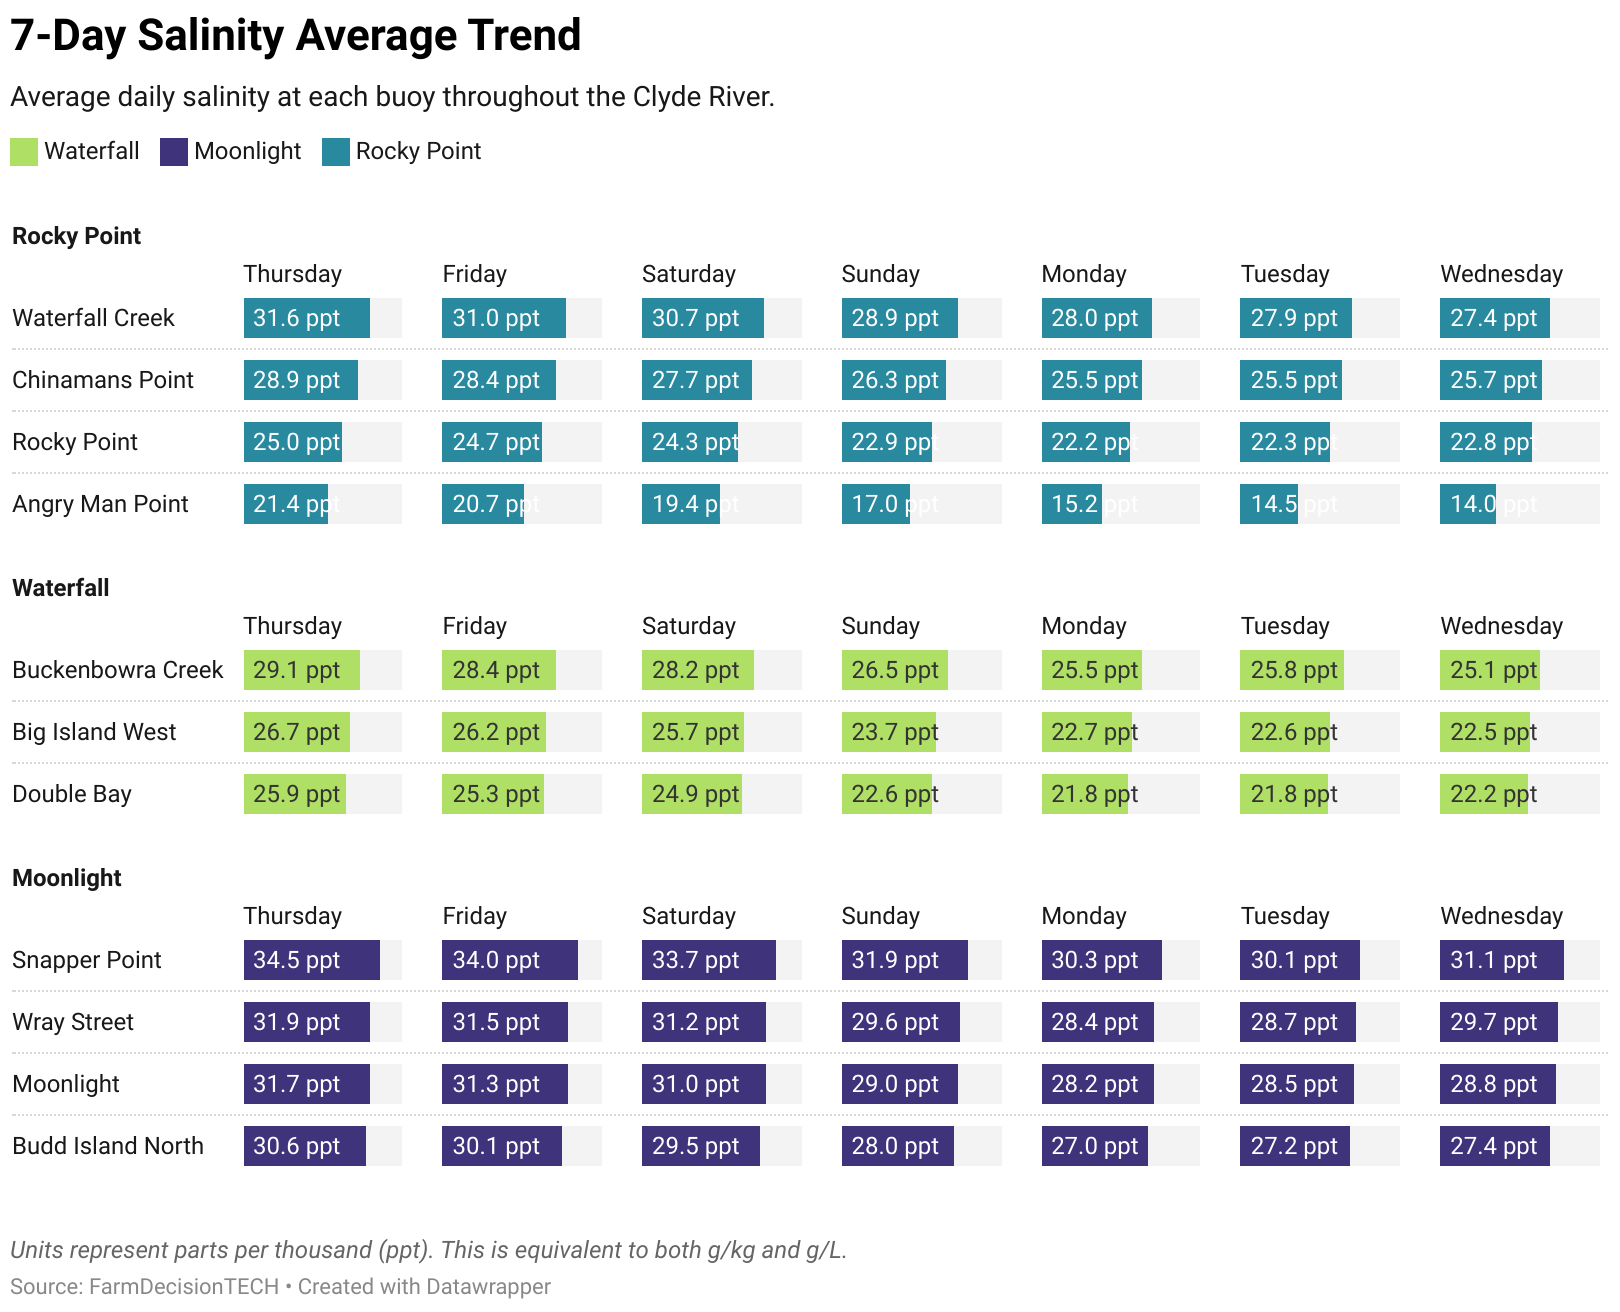 7-Day Salinity Average Trend
Average daily salinity at each buoy throughout the Clyde River.
Waterfall Moonlight Rocky Point
Rocky Point
Thursday Friday Saturday Sunday Monday Tuesday Wednesday
Waterfall Creek 31.6 ppt 31.0 ppt 30.7 ppt 28.9 ppt 28.0 ppt 27.9 ppt 27.4 ppt
Chinamans Point 28.9 ppt 28.4 ppt 27.7 ppt 26.3 ppt 25.5 ppt 25.5 ppt 25.7 ppt
Rocky Point 25.0 ppt 24.7 ppt 24.3 ppt 22.9 ppt 22.2 ppt 22.3 ppt 22.8 ppt
Angry Man Point 21.4 ppt 20.7 ppt 19.4 ppt 17.0 ppt 15.2 ppt 14.5 ppt 14.0 ppt
Waterfall
Thursday Friday Saturday Sunday Monday Tuesday Wednesday
Buckenbowra Creek 29.1 ppt 28.4 ppt 28.2 ppt 26.5 ppt 25.5 ppt 25.8 ppt 25.1 ppt
Big Island West 26.7 ppt 26.2 ppt 25.7 ppt 23.7 ppt 22.7 ppt 22.6 ppt 22.5 ppt
Double Bay 25.9 ppt 25.3 ppt 24.9 ppt 22.6 ppt 21.8 ppt 21.8 ppt 22.2 ppt
Moonlight
Thursday Friday Saturday Sunday Monday Tuesday Wednesday
Snapper Point 34.5 ppt 34.0 ppt 33.7 ppt 31.9 ppt 30.3 ppt 30.1 ppt 31.1 ppt
Wray Street 31.9 ppt 31.5 ppt 31.2 ppt 29.6 ppt 28.4 ppt 28.7 ppt 29.7 ppt
Moonlight 31.7 ppt 31.3 ppt 31.0 ppt 29.0 ppt 28.2 ppt 28.5 ppt 28.8 ppt
Budd Island North 30.6 ppt 30.1 ppt 29.5 ppt 28.0 ppt 27.0 ppt 27.2 ppt 27.4 ppt
Units represent parts per thousand (ppt). This is equivalent to both g/kg and g/L.
Source: FarmDecisionTECH • Created with Datawrapper